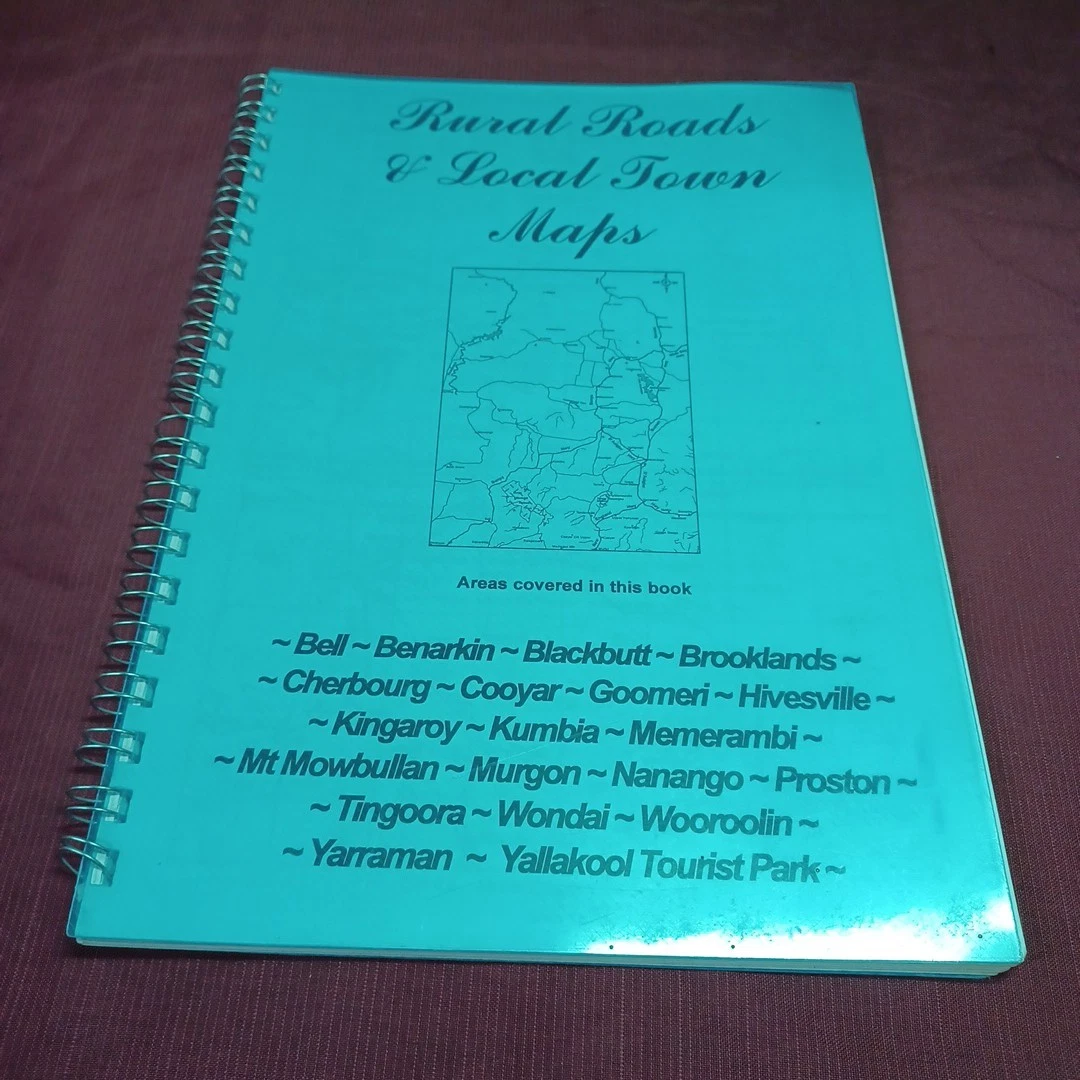 Rural Roads
& Local Town
Maps
Areas covered in this book
~ Bell ~ Benarkin ~ Blackbutt ~ Brooklands ~
~ Cherbourg ~ Cooyar ~ Goomeri ~ Hivesville ~
~ Kingaroy ~ Kumbia ~ Memerambi ~
~ Mt Mowbullan ~ Murgon ~ Nanango ~ Proston ~
~ Tingoora ~ Wondai ~ Wooroolin ~
~ Yarraman ~ Yallakool Tourist Park ~